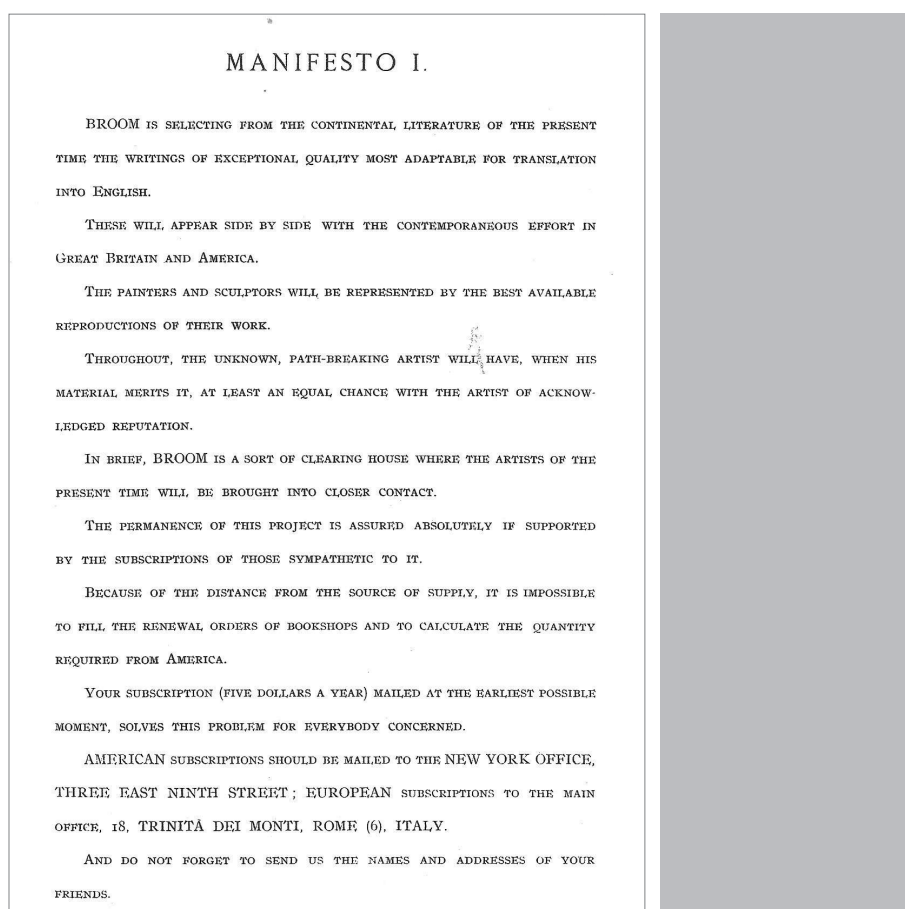 MANIFESTO I.
BROOM IS SELECTING FROM THE CONTINENTAL LITERATURE OF THE PRESENT
TIME THE WRITINGS OF EXCEPTIONAL QUALITY MOST ADAPTABLE FOR TRANSLATION
INTO ENGLISH.
THESE WILL APPEAR SIDE BY SIDE WITH THE CONTEMPORANEOUS EFFORT IN
GREAT BRITAIN AND AMERICA.
THE PAINTERS AND SCULPTORS WILL BE REPRESENTED BY THE BEST AVAILABLE
REPRODUCTIONS OF THEIR WORK.
THROUGHOUT, THE UNKNOWN, PATH-BREAKING ARTIST WILL HAVE, WHEN HIS
MATERIAL MERITS IT, AT LEAST AN EQUAL CHANCE WITH THE ARTIST OF ACKNOW-
LEDGED REPUTATION.
IN BRIEF, BROOM IS A SORT OF CLEARING HOUSE WHERE THE ARTISTS OF THE
PRESENT TIME WILL BE BROUGHT INTO CLOSER CONTACT.
THE PERMANENCE OF THIS PROJECT IS ASSURED ABSOLUTELY IF SUPPORTED
BY THE SUBSCRIPTIONS OF THOSE SYMPATHETIC TO IT.
BECAUSE OF THE DISTANCE FROM THE SOURCE OF SUPPLY, IT IS IMPOSSIBLE
TO FILL THE RENEWAL ORDERS OF BOOKSHOPS AND TO CALCULATE THE QUANTITY
REQUIRED FROM AMERICA.
YOUR SUBSCRIPTION (FIVE DOLLARS A YEAR) MAILED AT THE EARLIEST POSSIBLE
MOMENT, SOLVES THIS PROBLEM FOR EVERYBODY CONCERNED.
AMERICAN SUBSCRIPTIONS SHOULD BE MAILED TO THE NEW YORK OFFICE,
THREE EAST NINTH STREET; EUROPEAN SUBSCRIPTIONS TO THE MAIN
OFFICE, 18, TRINITÀ DEI MONTI, ROME (6), ITALY.
AND DO NOT FORGET TO SEND US THE NAMES AND ADDRESSES OF YOUR
FRIENDS.